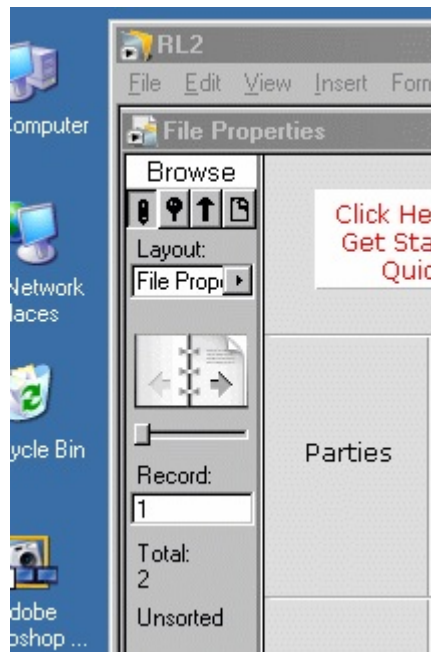 RL2
File Edit View Insert Form
Computer
File Properties
Browse
Click He
Get Sta
Quic
Layout:
File Prop
Network
laces
ycle Bin
Parties
Record:
1
Total:
2
dobe
oshop ...
Unsorted